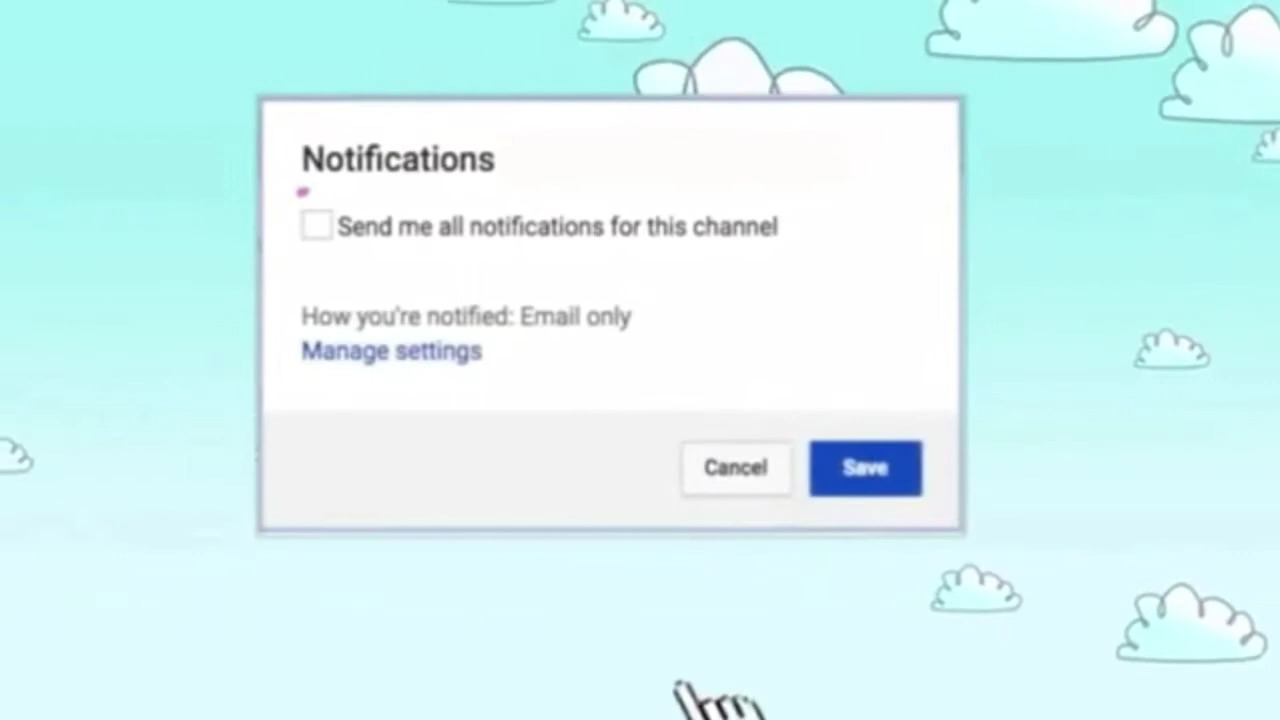 Notifications
Send me all notifications for this channel
How you're notified: Email only
Manage settings
Cancel Save